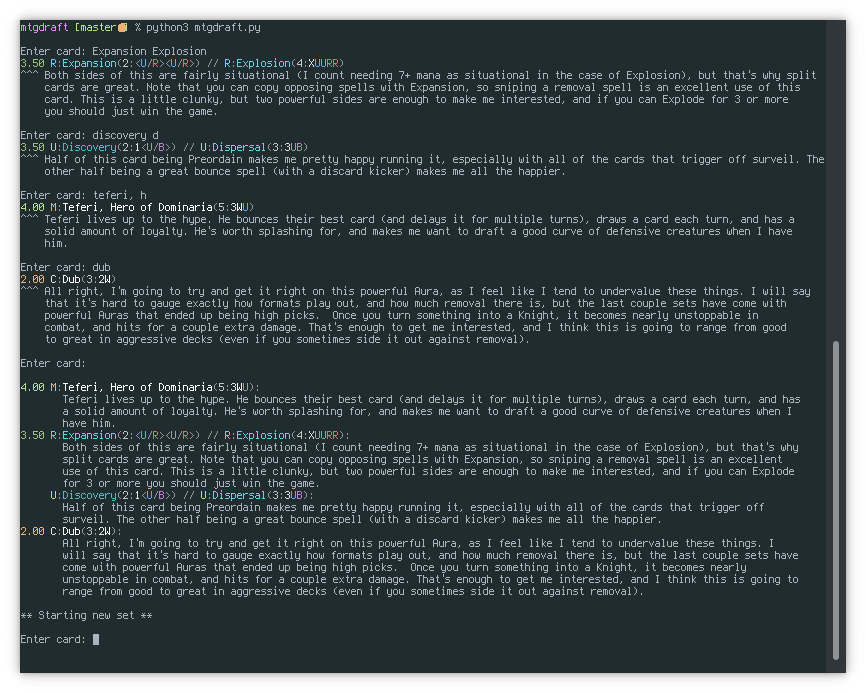 mtgdraft [master] % python3 mtgdraft.py
Enter card: Expansion Explosion
3.50 R:Expansion(2:<U/R><U/R>) // R:Explosion(4:XUURR)
^^^ Both sides of this are fairly situational (I count needing 7+ mana as situational in the case of Explosion), but that's why split
cards are great. Note that you can copy opposing spells with Expansion, so sniping a removal spell is an excellent use of this
card. This is a little clunky, but two powerful sides are enough to make me interested, and if you can Explode for 3 or more
you should just win the game.
Enter card: discovery d
3.50 U:Discovery(2:1<U/B>) // U:Dispersal(3:3UB)
^^^ Half of this card being Preordain makes me pretty happy running it, especially with all of the cards that trigger off surveil. The
other half being a great bounce spell (with a discard kicker) makes me all the happier.
Enter card: teferi, h
4.00 M:Teferi, Hero of Dominaria(5:3WU)
^^^ Teferi lives up to the hype. He bounces their best card (and delays it for multiple turns), draws a card each turn, and has a
solid amount of loyalty. He's worth splashing for, and makes me want to draft a good curve of defensive creatures when I have
him.
Enter card: dub
2.00 C:Dub(3:2W)
^^^ All right, I'm going to try and get it right on this powerful Aura, as I feel like I tend to undervalue these things. I will say
that it's hard to gauge exactly how formats play out, and how much removal there is, but the last couple sets have come with
powerful Auras that ended up being high picks.  Once you turn something into a Knight, it becomes nearly unstoppable in
combat, and hits for a couple extra damage. That's enough to get me interested, and I think this is going to range from good
to great in aggressive decks (even if you sometimes side it out against removal).
Enter card:
4.00 M:Teferi, Hero of Dominaria(5:3WU):
Teferi lives up to the hype. He bounces their best card (and delays it for multiple turns), draws a card each turn, and has
a solid amount of loyalty. He's worth splashing for, and makes me want to draft a good curve of defensive creatures when I
have him.
3.50 R:Expansion(2:<U/R><U/R>) // R:Explosion(4:XUURR):
Both sides of this are fairly situational (I count needing 7+ mana as situational in the case of Explosion), but that's why
split cards are great. Note that you can copy opposing spells with Expansion, so sniping a removal spell is an excellent
use of this card. This is a little clunky, but two powerful sides are enough to make me interested, and if you can Explode
for 3 or more you should just win the game.
U:Discovery(2:1<U/B>) // U:Dispersal(3:3UB):
Half of this card being Preordain makes me pretty happy running it, especially with all of the cards that trigger off
surveil. The other half being a great bounce spell (with a discard kicker) makes me all the happier.
2.00 C:Dub(3:2W):
All right, I'm going to try and get it right on this powerful Aura, as I feel like I tend to undervalue these things. I
will say that it's hard to gauge exactly how formats play out, and how much removal there is, but the last couple sets have
come with powerful Auras that ended up being high picks.  Once you turn something into a Knight, it becomes nearly
unstoppable in combat, and hits for a couple extra damage. That's enough to get me interested, and I think this is going to
range from good to great in aggressive decks (even if you sometimes side it out against removal).
** Starting new set **
Enter card: